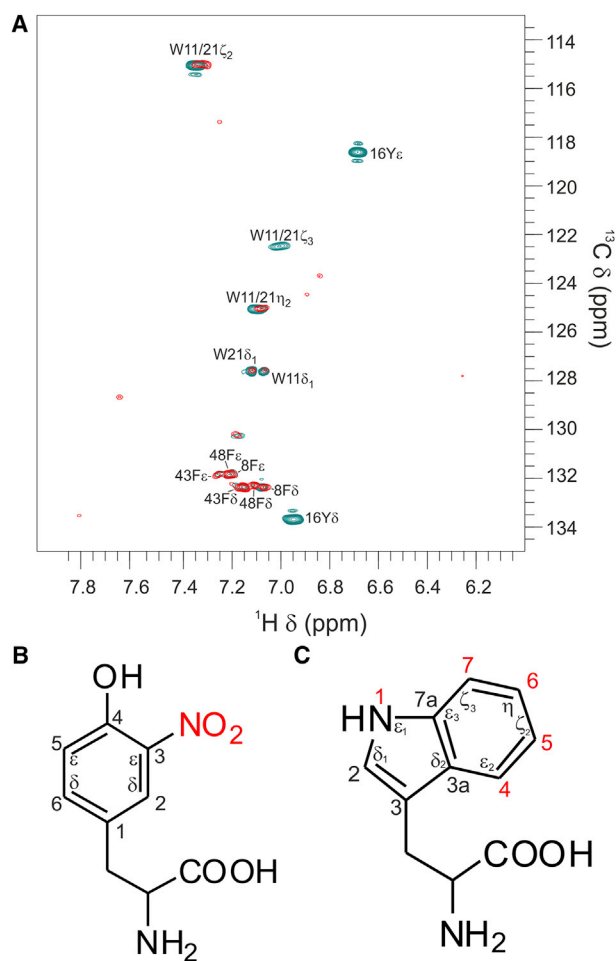 A
W11/21ζ2
16Yε
W11/21ζ3
W11/21η2
W21δ1
W11δ1
48Fε
43Fε
8Fε
43Fδ
48Fδ
8Fδ
16Yδ
114
116
118
120
122
124
126
128
130
132
134
13C δ (ppm)
7.8 7.6 7.4 7.2 7.0 6.8 6.6 6.4 6.2
1H δ (ppm)
B
OH
NO2
4
5 ε ε 3
6 δ δ 2
1
COOH
NH2
C
1 7
HN 7a ζ3 6
ε1 ε3 η
δ1 δ2 ζ2 5
2 ε2
3a 4
3
COOH
NH2